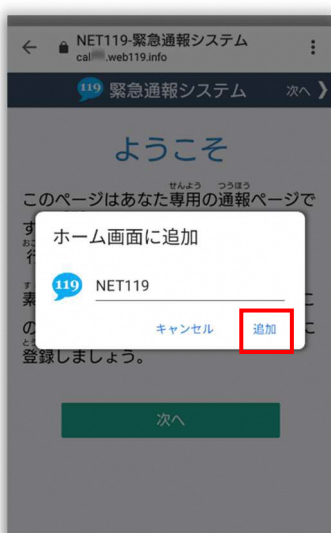 NET119-緊急通報システム
cal .web119.info
119 緊急通報システム 次へ ❯
ようこそ
せんよう つうほう
このページはあなた専用の通報ページで
す
ホーム画面に追加
119 NET119
キャンセル 追加
登録しましょう。
次へ